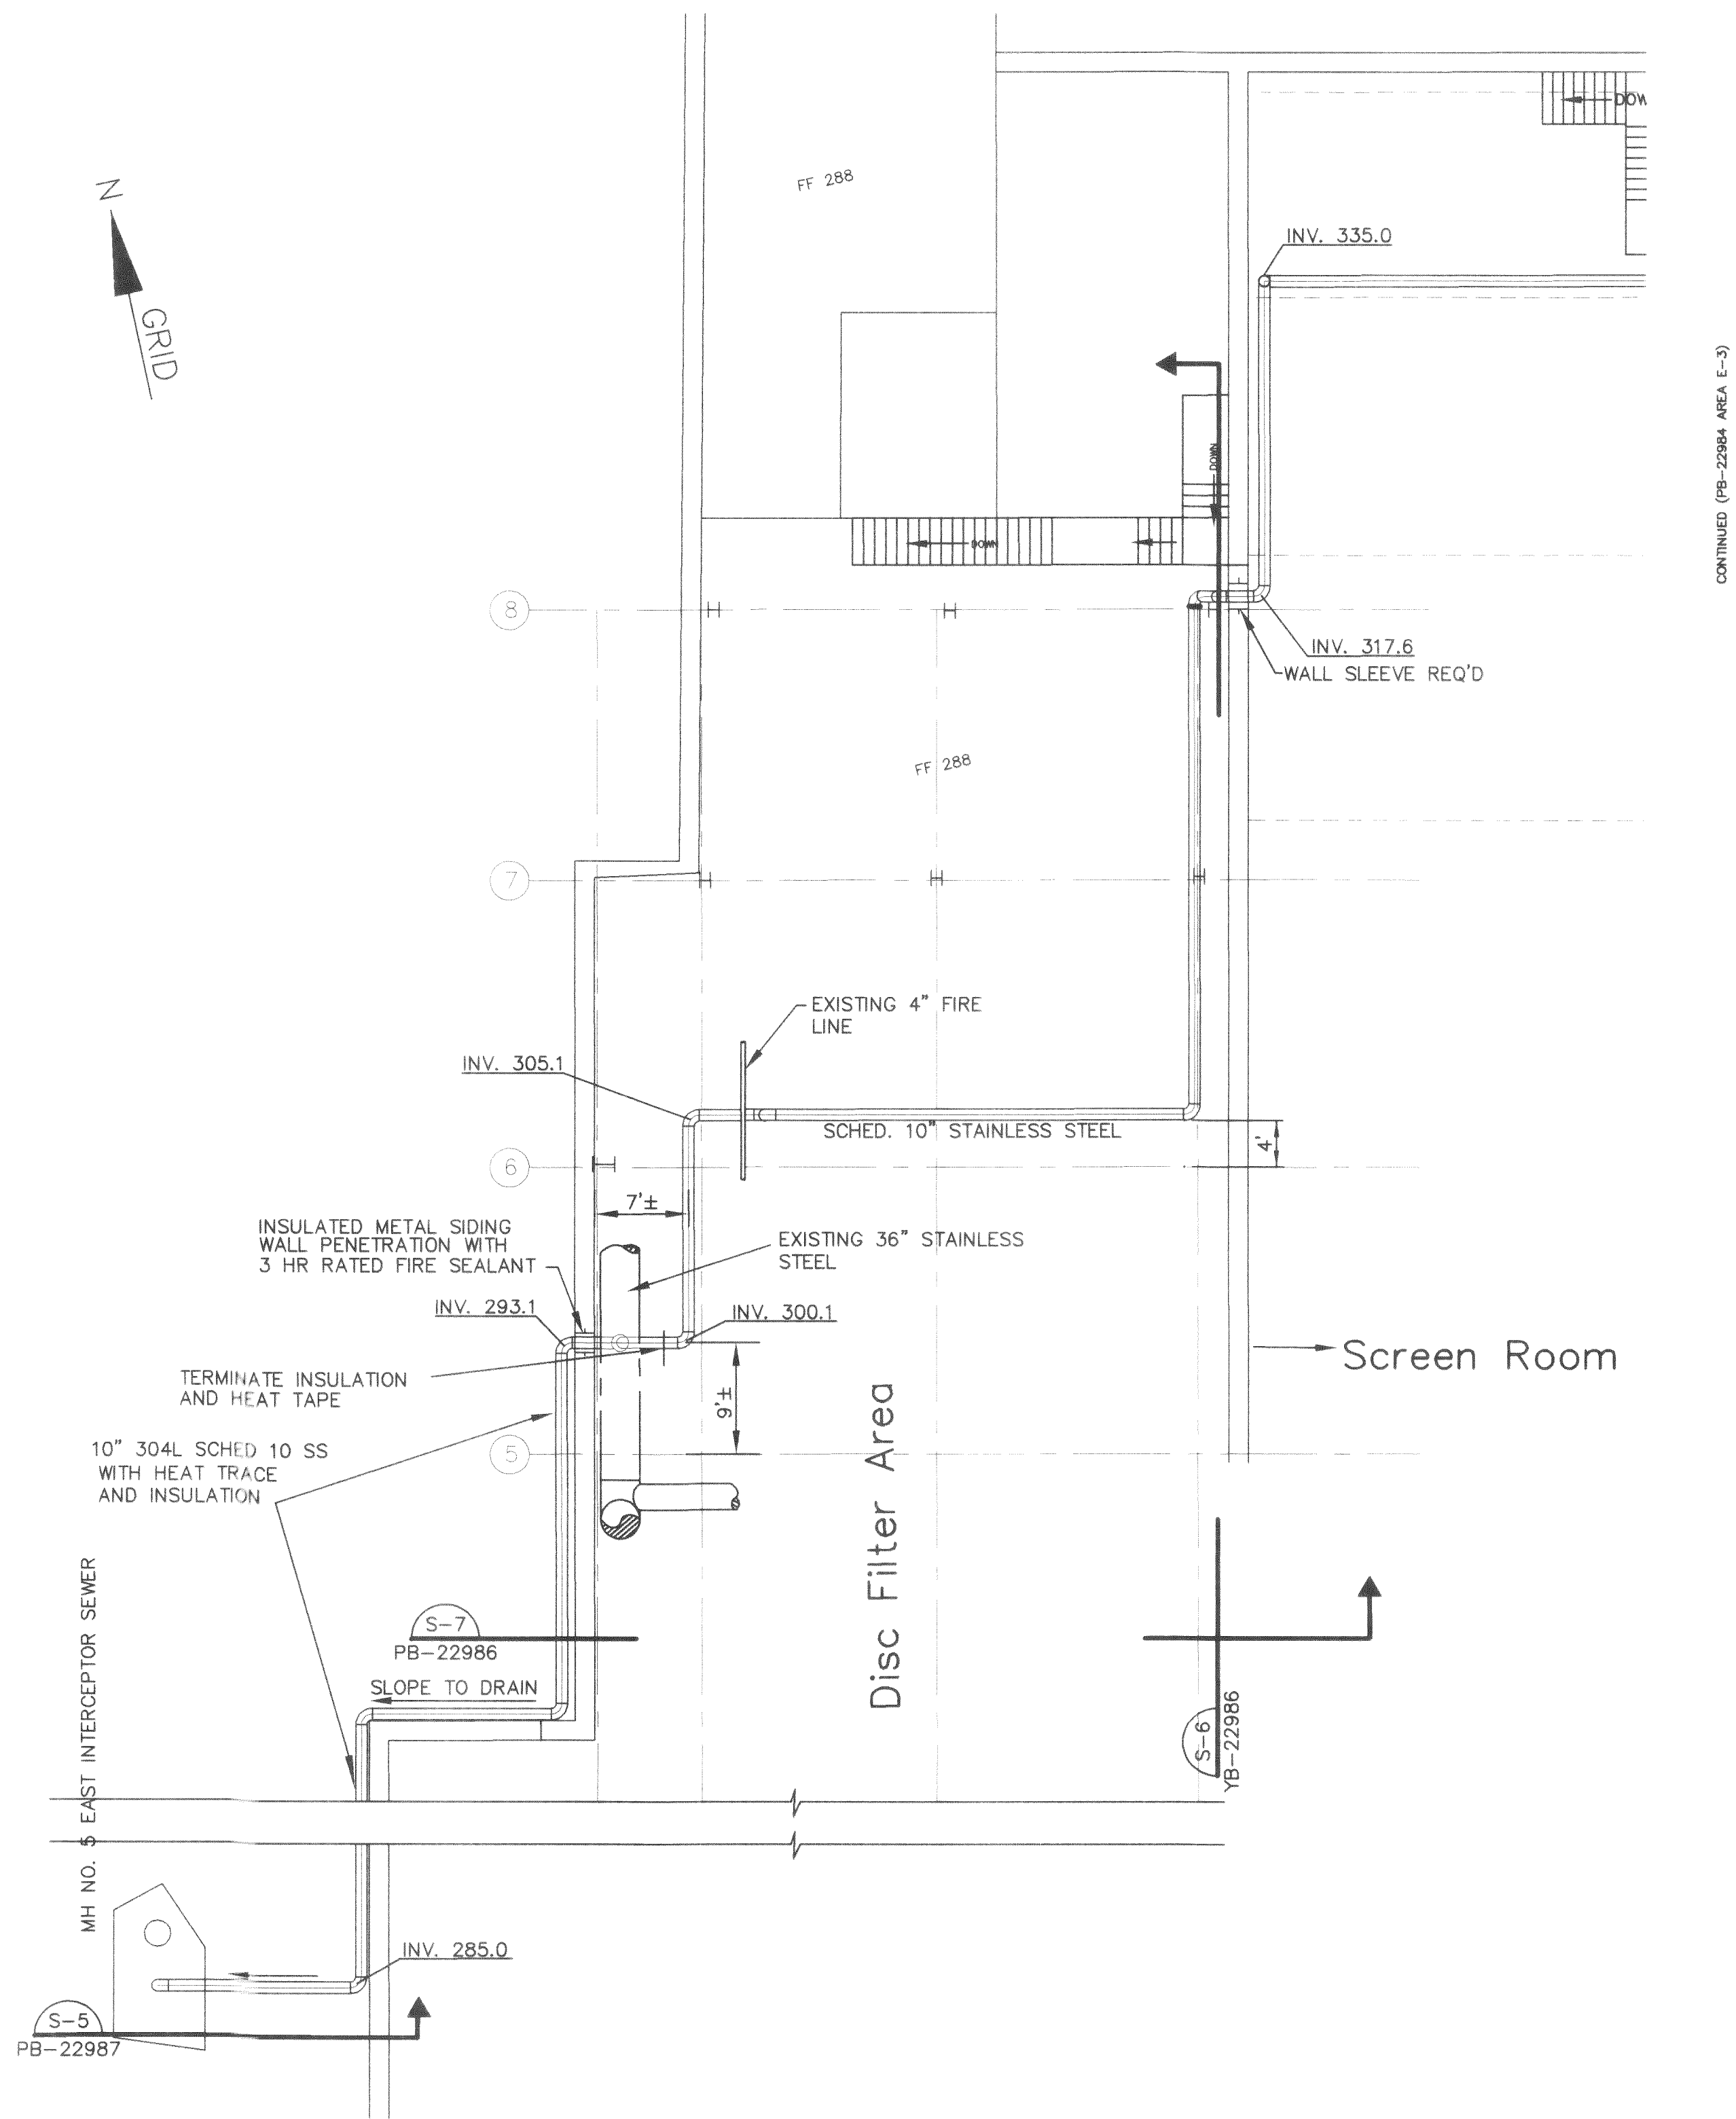 DOW
N
GRID
FF 288
INV. 335.0
CONTINUED (PB-22984 AREA E-3)
DOWN
DOWN
8
INV. 317.6
WALL SLEEVE REQ'D
FF 288
7
EXISTING 4" FIRE
LINE
INV. 305.1
SCHED. 10" STAINLESS STEEL
4'
6
7'±
INSULATED METAL SIDING
WALL PENETRATION WITH
3 HR RATED FIRE SEALANT
EXISTING 36" STAINLESS
STEEL
INV. 293.1
INV. 300.1
Screen Room
TERMINATE INSULATION
AND HEAT TAPE
9'±
5
10" 304L SCHED 10 SS
WITH HEAT TRACE
AND INSULATION
Disc Filter Area
MH NO. 5 EAST INTERCEPTOR SEWER
S-7
PB-22986
SLOPE TO DRAIN
S-6
YB-22986
INV. 285.0
S-5
PB-22987